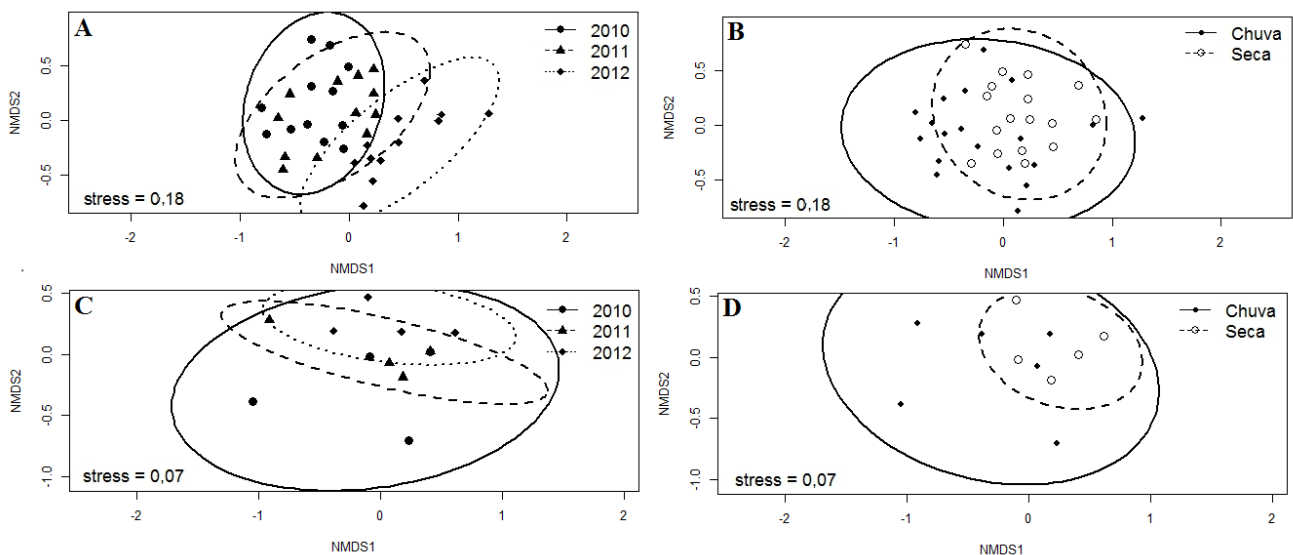 A
2010
2011
2012
NMDS2
0.5
0.0
-0.5
stress = 0,18
-2
-1
0
1
2
NMDS1
B
Chuva
Seca
NMDS2
0.5
0.0
-0.5
stress = 0,18
-2
-1
0
1
2
NMDS1
C
2010
2011
2012
NMDS2
0.5
0.0
-0.5
-1.0
stress = 0,07
-2
-1
0
1
2
NMDS1
D
Chuva
Seca
NMDS2
0.5
0.0
-0.5
-1.0
stress = 0,07
-2
-1
0
1
2
NMDS1